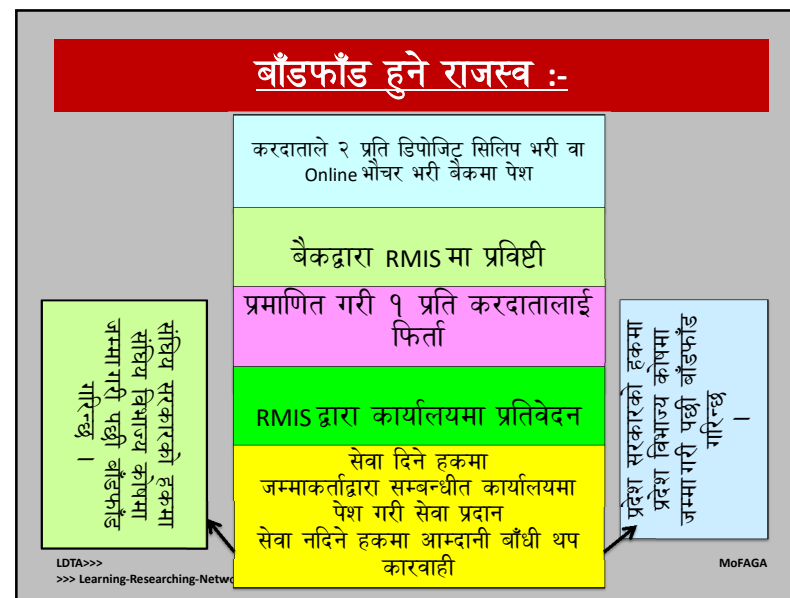 बाँडफाँड हुने राजस्व :-
करदाताले २ प्रति डिपोजिट सिलिप भरी वा
Online भौचर भरी बैकमा पेश
बैकद्वारा RMIS मा प्रविष्टी
प्रमाणित गरी १ प्रति करदातालाई
फिर्ता
RMIS द्वारा कार्यालयमा प्रतिवेदन
सेवा दिने हकमा
जम्माकर्ताद्वारा सम्बन्धीत कार्यालयमा
पेश गरी सेवा प्रदान
सेवा नदिने हकमा आम्दानी बाँधी थप
कारवाही
संघिय सरकारको हकमा
संघिय विभाज्य कोषमा
जम्मा गरी पछी बाँडफाँड
गरिन्छ ।
प्रदेश सरकारको हकमा
प्रदेश विभाज्य कोषमा
जम्मा गरी पछी बाँडफाँड
गरिन्छ
।
LDTA>>>
>>> Learning-Researching-Netwo
MoFAGA